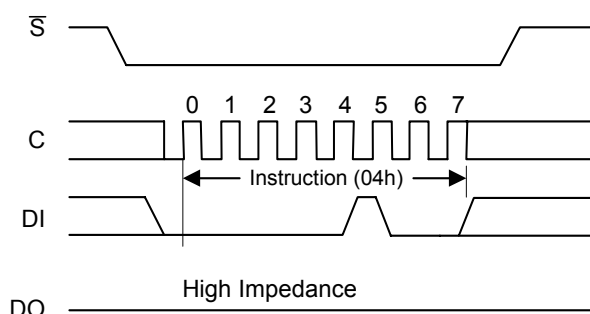 S̅
0 1 2 3 4 5 6 7
C
Instruction (04h)
DI
High Impedance
DO